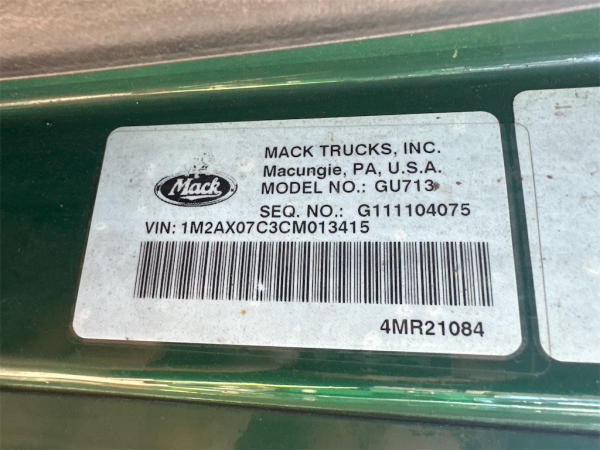 MACK TRUCKS, INC.
Macungie, PA, U.S.A.
Mack
MODEL NO.: GU713
SEQ. NO.: G111104075
VIN: 1M2AX07C3CM013415
4MR21084